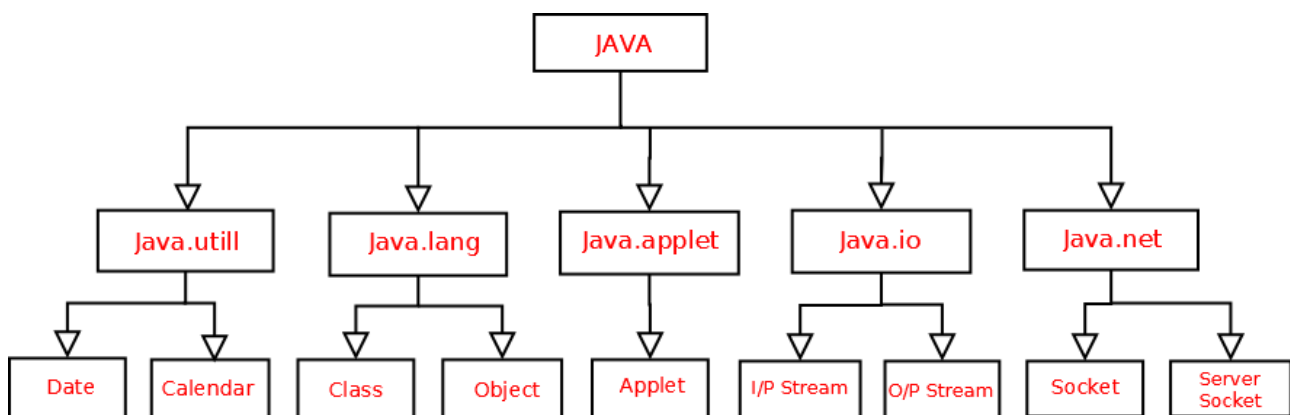 JAVA
Java.utill
Java.lang
Java.applet
Java.io
Java.net
Date
Calendar
Class
Object
Applet
I/P Stream
O/P Stream
Socket
Server
Socket